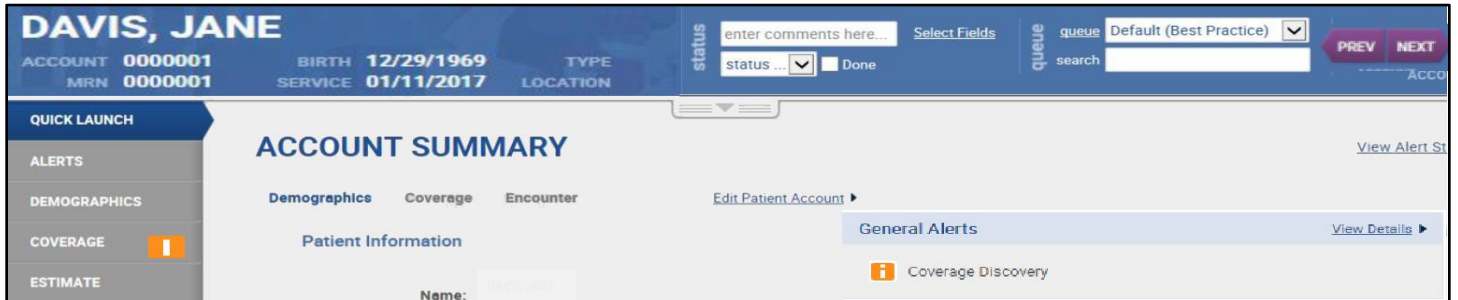 DAVIS, JANE
ACCOUNT 0000001 BIRTH 12/29/1969 TYPE
MRN 0000001 SERVICE 01/11/2017 LOCATION
status
enter comments here... Select Fields
status ... Done
queue
queue Default (Best Practice)
search
PREV NEXT
QUICK LAUNCH
ALERTS
DEMOGRAPHICS
COVERAGE
ESTIMATE
ACCOUNT SUMMARY
View Alert St
Demographics Coverage Encounter
Edit Patient Account
Patient Information
Name:
General Alerts View Details
i Coverage Discovery